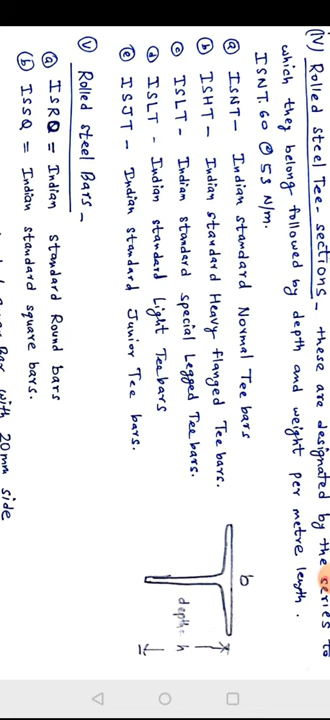 (iv) Rolled steel Tee-sections - these are designated by the series to
which they belong followed by depth and weight per metre length.
ISNT.60 @ 53 N/m.
(a) ISNT - Indian standard Normal Tee bars
(b) ISHT - Indian standard Heavy flanged Tee bars.
(c) ISLT - Indian standard special Legged Tee bars.
(d) ISLT - Indian standard Light Tee bars
(e) ISJT - Indian standard Junior Tee bars.
b
depth = h
(v) Rolled steel Bars -
(a) ISRO = Indian standard Round bars
(b) ISSQ = Indian standard square bars.
with 20mm side